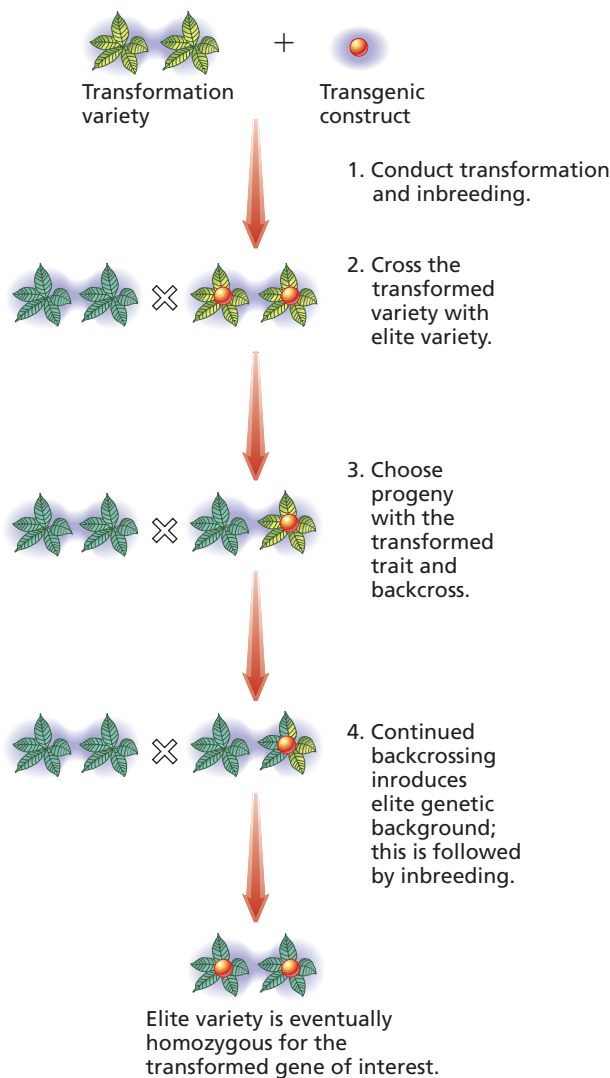 Transformation
variety
+
Transgenic
construct
1. Conduct transformation
and inbreeding.
2. Cross the
transformed
variety with
elite variety.
3. Choose
progeny
with the
transformed
trait and
backcross.
4. Continued
backcrossing
inroduces
elite genetic
background;
this is followed
by inbreeding.
Elite variety is eventually
homozygous for the
transformed gene of interest.